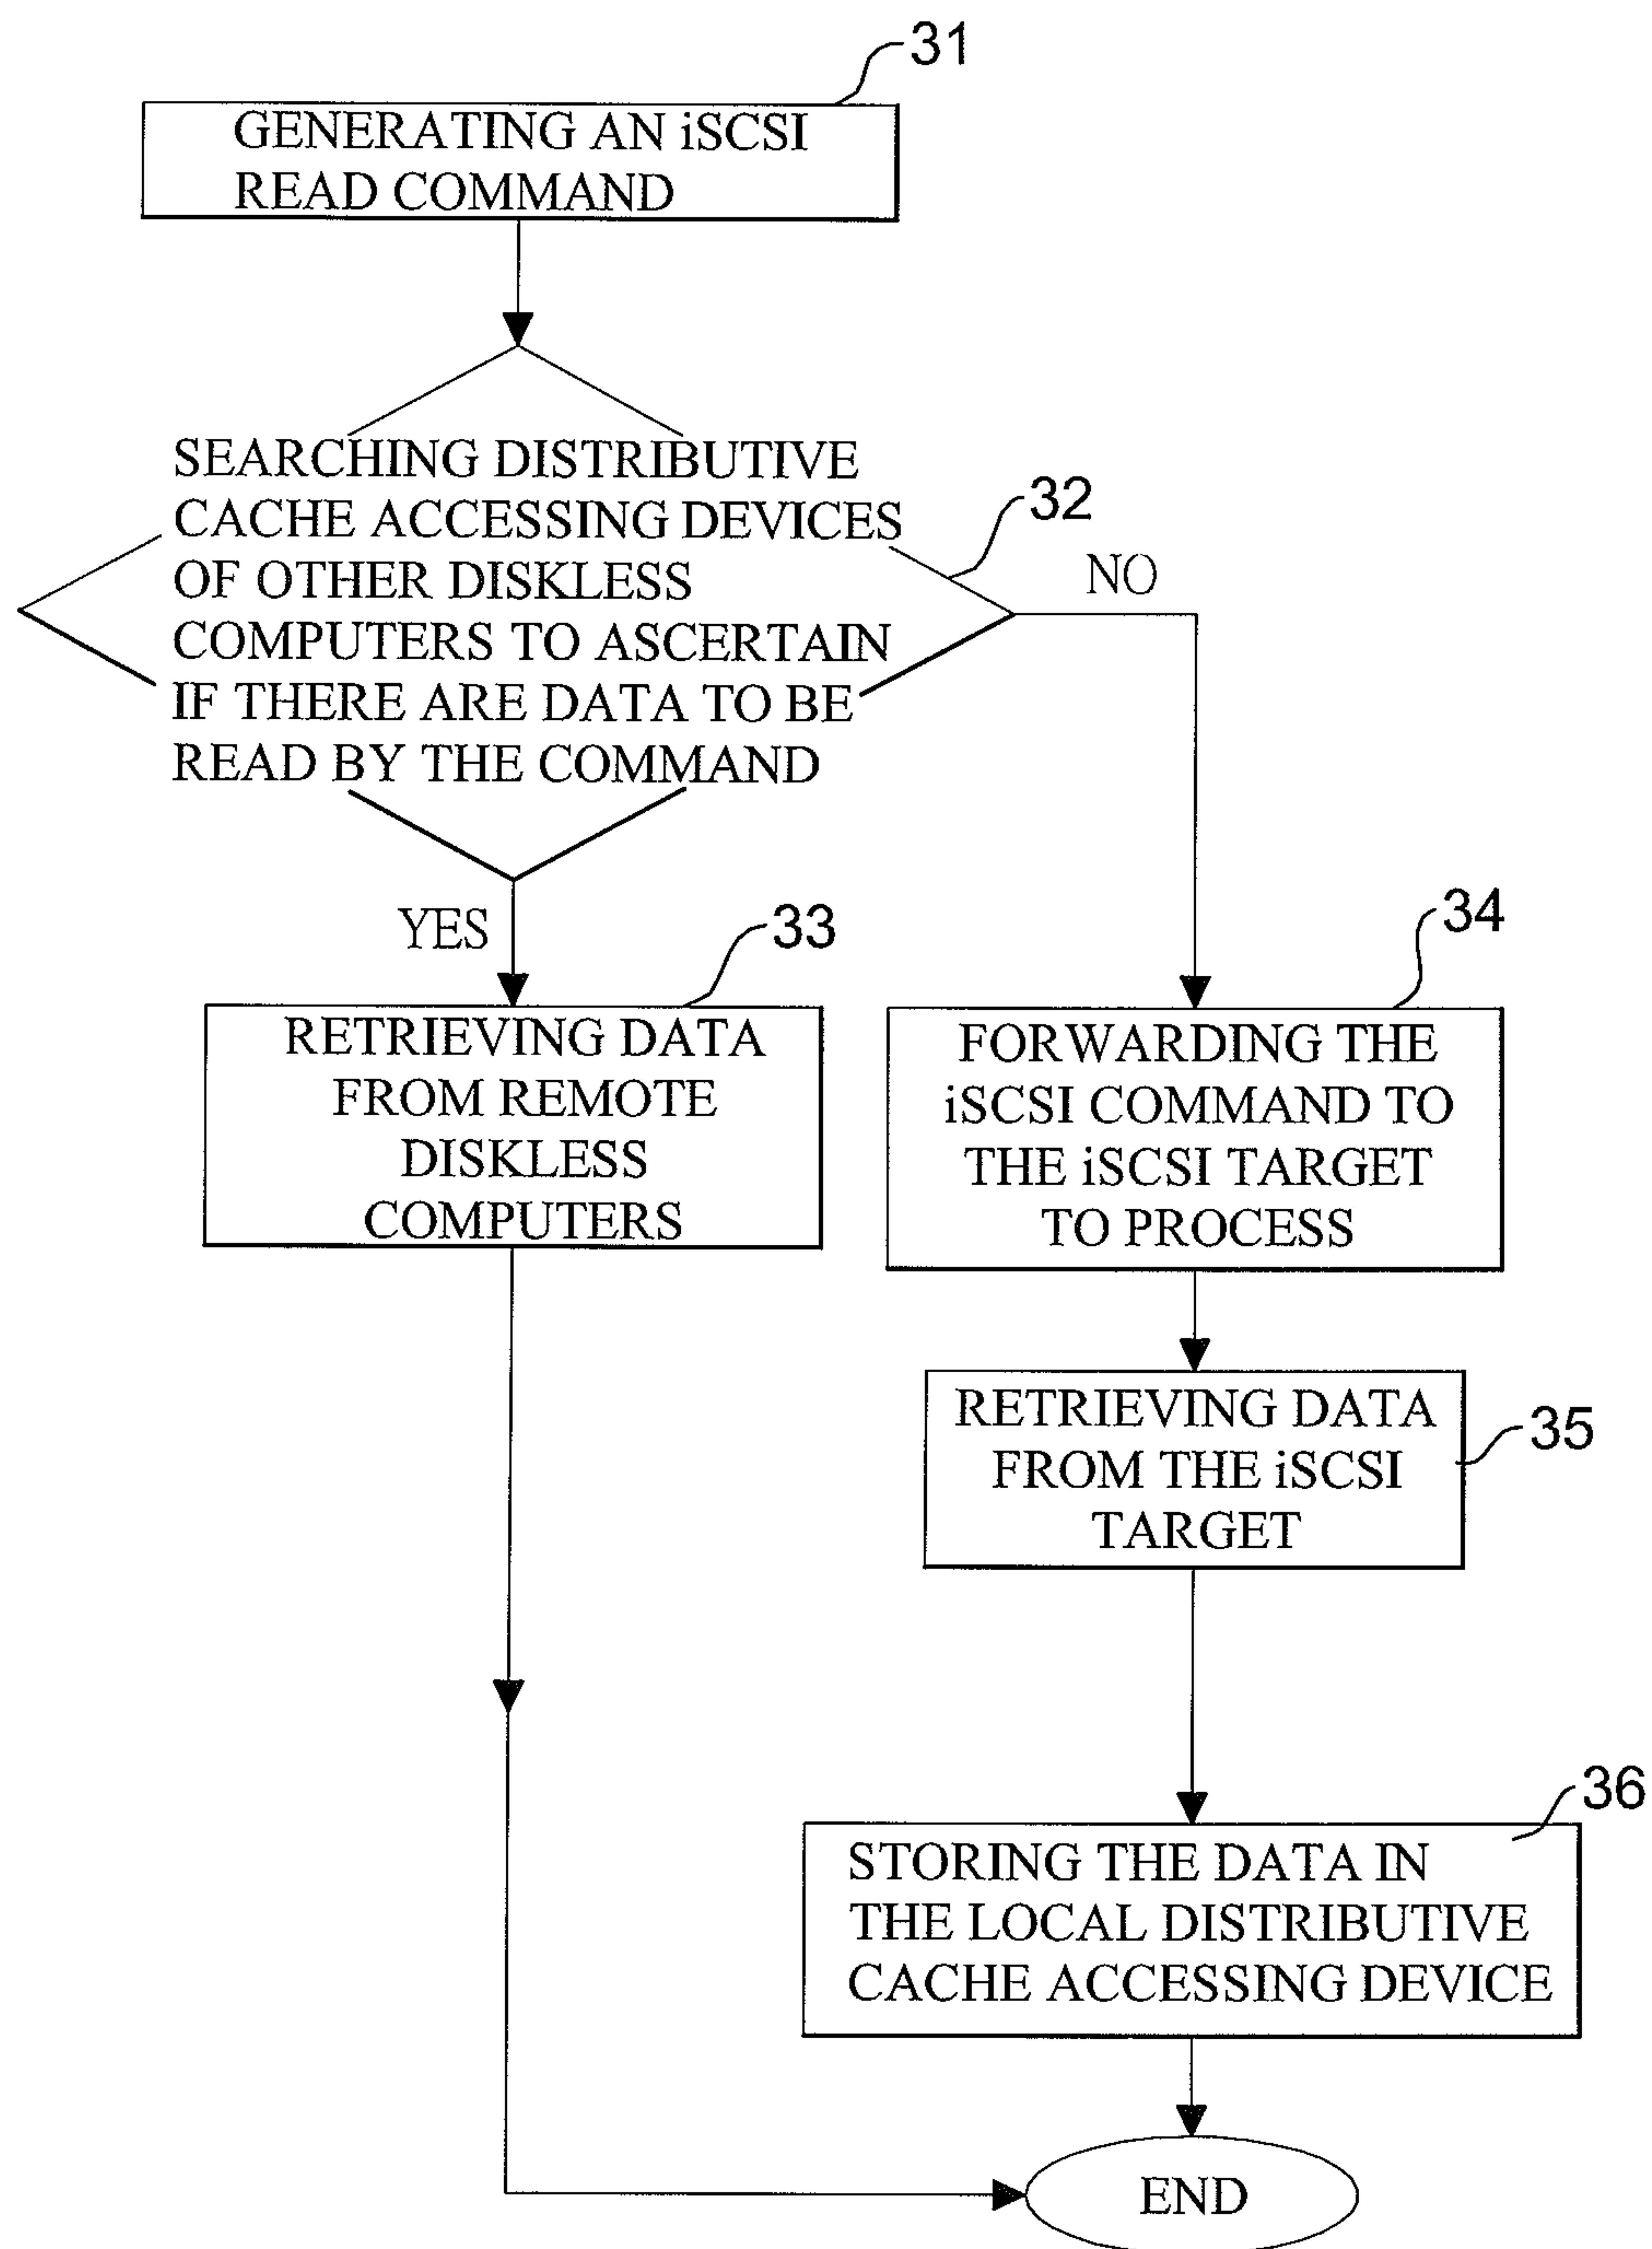 31
GENERATING AN iSCSI
READ COMMAND
SEARCHING DISTRIBUTIVE
CACHE ACCESSING DEVICES
OF OTHER DISKLESS
COMPUTERS TO ASCERTAIN
IF THERE ARE DATA TO BE
READ BY THE COMMAND
32
NO
YES
33
RETRIEVING DATA
FROM REMOTE
DISKLESS
COMPUTERS
34
FORWARDING THE
iSCSI COMMAND TO
THE iSCSI TARGET
TO PROCESS
RETRIEVING DATA
FROM THE iSCSI
TARGET
35
36
STORING THE DATA IN
THE LOCAL DISTRIBUTIVE
CACHE ACCESSING DEVICE
END